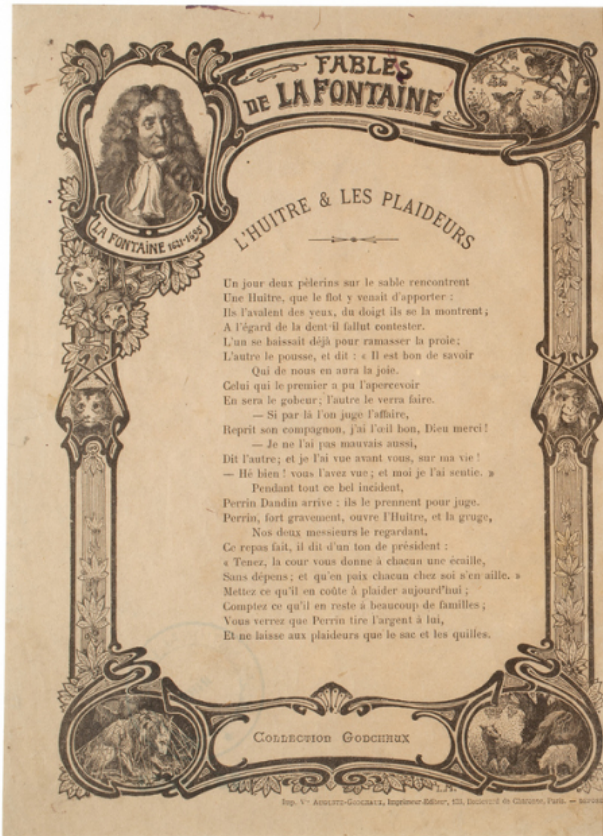 FABLES
DE LA FONTAINE
LA FONTAINE 1621-1695
L'HUITRE & LES PLAIDEURS
Un jour deux pèlerins sur le sable rencontrent
Une Huître, que le flot y venait d'apporter :
Ils l'avalent des yeux, du doigt ils se la montrent ;
A l'égard de la dent il fallut contester.
L'un se baissait déjà pour ramasser la proie ;
L'autre le pousse, et dit : « Il est bon de savoir
Qui de nous en aura la joie.
Celui qui le premier a pu l'apercevoir
En sera le gobeur ; l'autre le verra faire.
— Si par là l'on juge l'affaire,
Reprit son compagnon, j'ai l'œil bon, Dieu merci !
— Je ne l'ai pas mauvais aussi,
Dit l'autre ; et je l'ai vue avant vous, sur ma vie !
— Hé bien ! vous l'avez vue ; et moi je l'ai sentie. »
Pendant tout ce bel incident,
Perrin Dandin arrive : ils le prennent pour juge.
Perrin, fort gravement, ouvre l'Huître, et la gruge,
Nos deux messieurs le regardant,
Ce repas fait, il dit d'un ton de président :
« Tenez, la cour vous donne à chacun une écaille,
Sans dépens ; et qu'en paix chacun chez soi s'en aille. »
Mettez ce qu'il en coûte à plaider aujourd'hui ;
Comptez ce qu'il en reste à beaucoup de familles ;
Vous verrez que Perrin tire l'argent à lui,
Et ne laisse aux plaideurs que le sac et les quilles.
COLLECTION GODCHAUX
Imp. Vve AUGUSTE-GODCHAUX, Imprimeur-Éditeur, Boulevard de Charonne, Paris. —